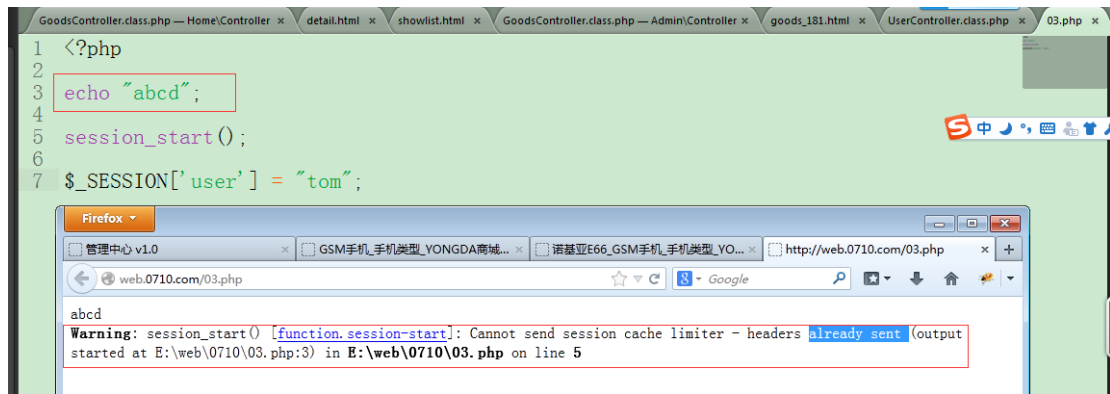 GoodsController.class.php — Home\Controller × detail.html × showlist.html × GoodsController.class.php — Admin\Controller × goods_181.html × UserController.class.php × 03.php ×
1 <?php
2
3 echo "abcd";
4
5 session_start();
6
7 $_SESSION['user'] = "tom";
中
Firefox
管理中心 v1.0 × GSM手机_手机类型_YONGDA商城... × 诺基亚E66_GSM手机_手机类型_YO... × http://web.0710.com/03.php × +
web.0710.com/03.php Google
abcd
Warning: session_start() [function.session-start]: Cannot send session cache limiter - headers already sent (output
started at E:\web\0710\03.php:3) in E:\web\0710\03.php on line 5